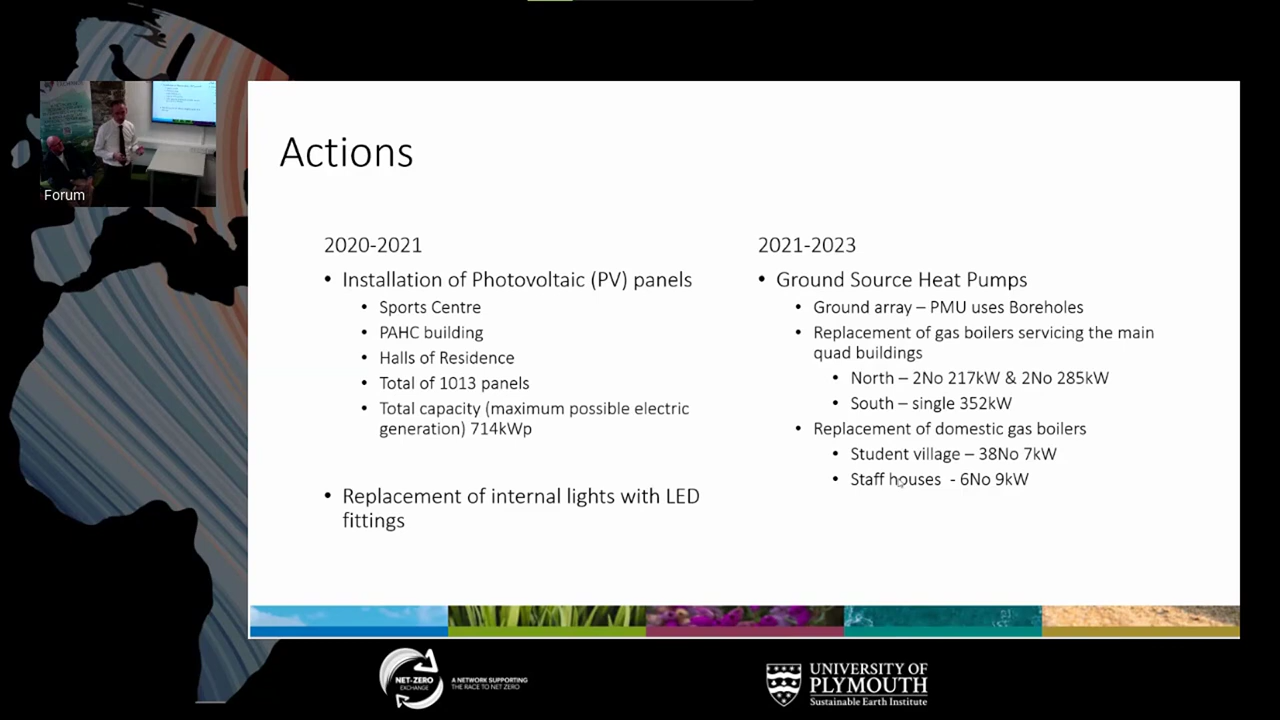 Forum
Actions
2020-2021
• Installation of Photovoltaic (PV) panels
• Sports Centre
• PAHC building
• Halls of Residence
• Total of 1013 panels
• Total capacity (maximum possible electric
generation) 714kWp
• Replacement of internal lights with LED
fittings
2021-2023
• Ground Source Heat Pumps
• Ground array – PMU uses Boreholes
• Replacement of gas boilers servicing the main
quad buildings
• North – 2No 217kW & 2No 285kW
• South – single 352kW
• Replacement of domestic gas boilers
• Student village – 38No 7kW
• Staff houses - 6No 9kW
NET-ZERO
EXCHANGE
A NETWORK SUPPORTING
THE RACE TO NET ZERO
UNIVERSITY OF
PLYMOUTH
Sustainable Earth Institute